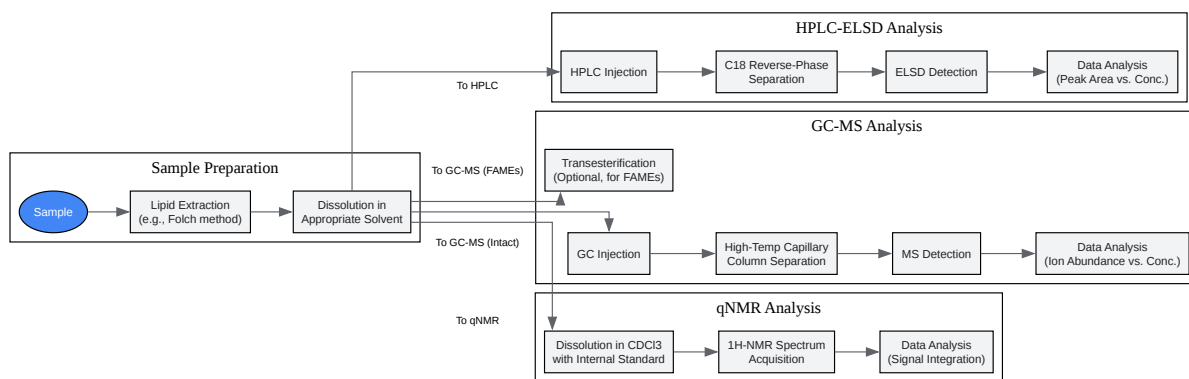 HPLC-ELSD Analysis
HPLC Injection
C18 Reverse-Phase
Separation
ELSD Detection
Data Analysis
(Peak Area vs. Conc.)
To HPLC
GC-MS Analysis
Sample Preparation
To GC-MS (FAMEs)
Transesterification
(Optional, for FAMEs)
Sample
Lipid Extraction
(e.g., Folch method)
Dissolution in
Appropriate Solvent
To GC-MS (Intact)
GC Injection
High-Temp Capillary
Column Separation
MS Detection
Data Analysis
(Ion Abundance vs. Conc.)
qNMR Analysis
To qNMR
Dissolution in CDCl3
with Internal Standard
1H-NMR Spectrum
Acquisition
Data Analysis
(Signal Integration)